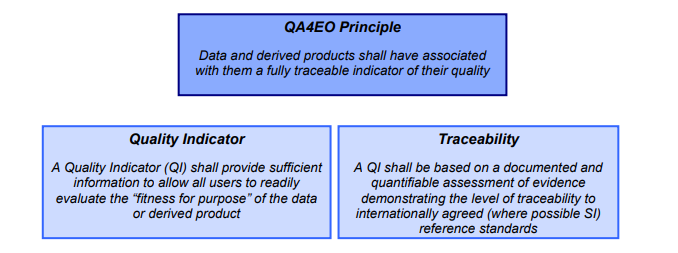 QA4EO Principle
Data and derived products shall have associated
with them a fully traceable indicator of their quality
Quality Indicator
A Quality Indicator (QI) shall provide sufficient
information to allow all users to readily
evaluate the “fitness for purpose” of the data
or derived product
Traceability
A QI shall be based on a documented and
quantifiable assessment of evidence
demonstrating the level of traceability to
internationally agreed (where possible SI)
reference standards